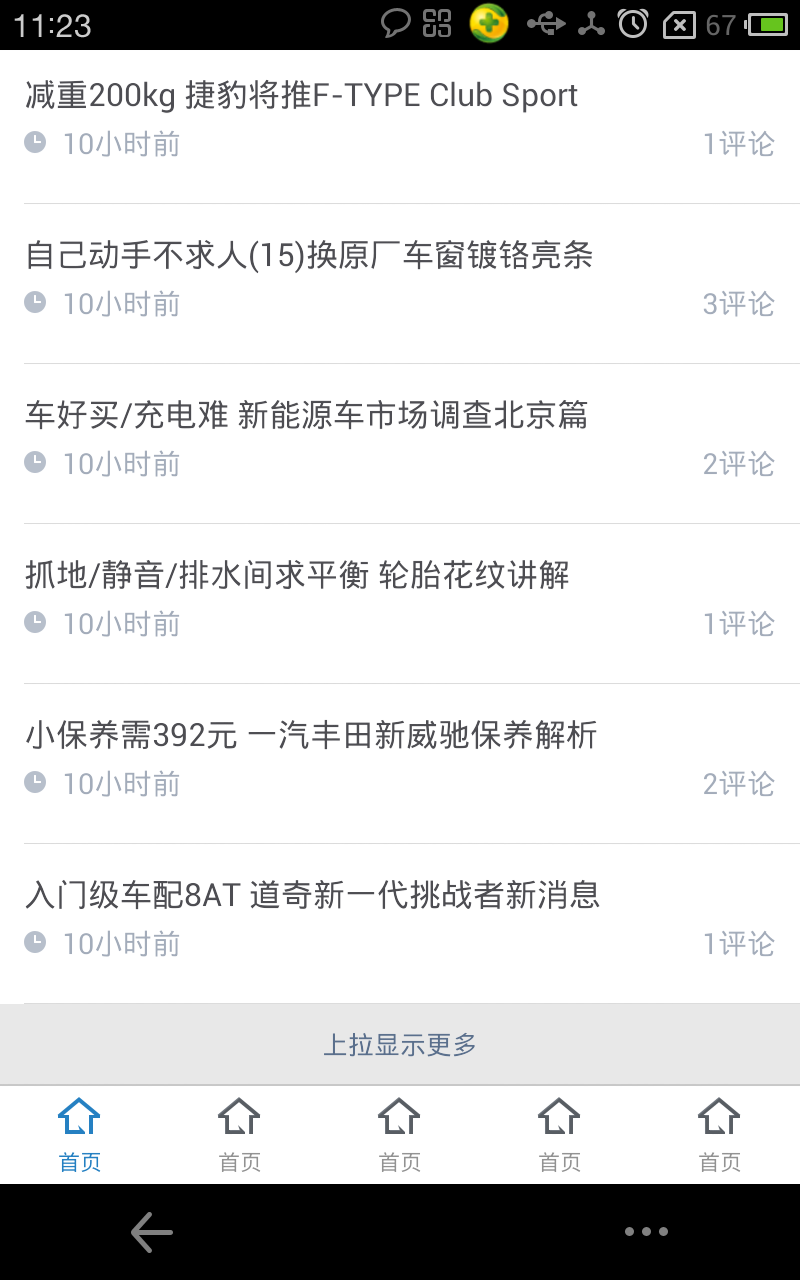 11:23
67
减重200kg 捷豹将推F-TYPE Club Sport
10小时前
1评论
自己动手不求人(15)换原厂车窗镀铬亮条
10小时前
3评论
车好买/充电难 新能源车市场调查北京篇
10小时前
2评论
抓地/静音/排水间求平衡 轮胎花纹讲解
10小时前
1评论
小保养需392元 一汽丰田新威驰保养解析
10小时前
2评论
入门级车配8AT 道奇新一代挑战者新消息
10小时前
1评论
上拉显示更多
首页
首页
首页
首页
首页